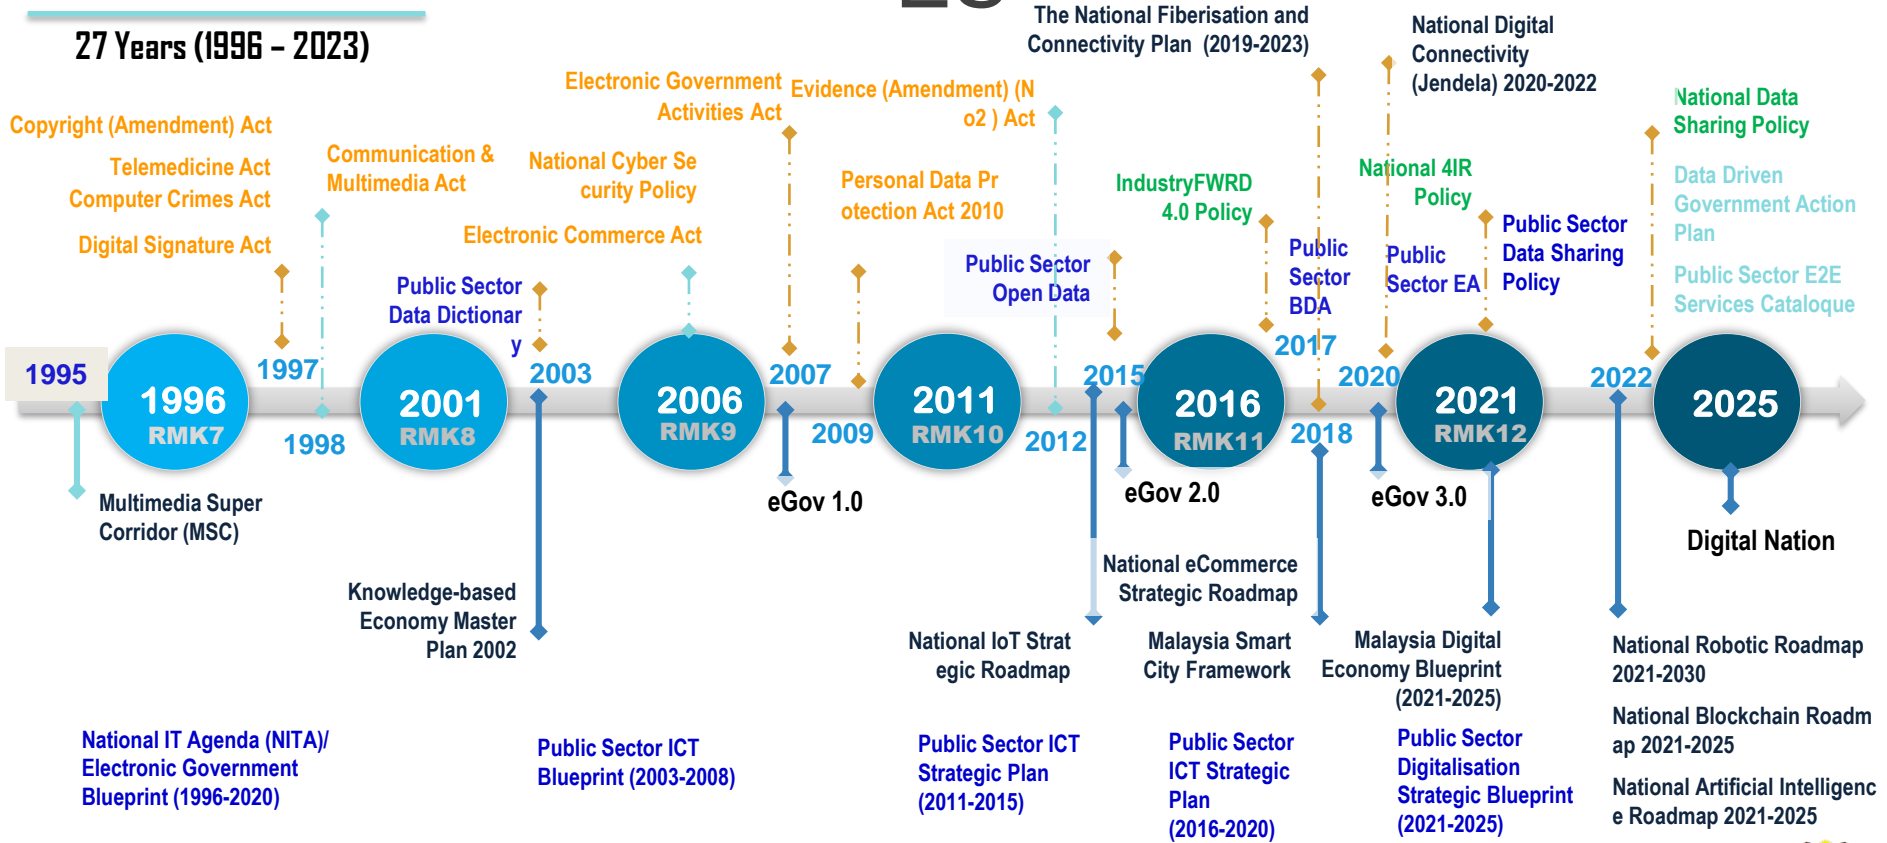 27 Years (1996 – 2023)
The National Fiberisation and
Connectivity Plan (2019-2023)
National Digital
Connectivity
(Jendela) 2020-2022
Electronic Government
Activities Act
Evidence (Amendment) (N
o2 ) Act
National Data
Sharing Policy
Copyright (Amendment) Act
Telemedicine Act
Computer Crimes Act
Digital Signature Act
Communication &
Multimedia Act
National Cyber Se
curity Policy
Electronic Commerce Act
Personal Data Pr
otection Act 2010
IndustryFWRD
4.0 Policy
National 4IR
Policy
Data Driven
Government Action
Plan
Public Sector E2E
Services Cataloque
Public Sector
Data Dictionar
y
Public Sector
Open Data
Public
Sector
BDA
Public
Sector EA
Public Sector
Data Sharing
Policy
1995
1996
RMK7
1997
1998
2001
RMK8
2003
2006
RMK9
2007
2009
2011
RMK10
2012
2015
2016
RMK11
2017
2018
2020
2021
RMK12
2022
2025
Multimedia Super
Corridor (MSC)
eGov 1.0
eGov 2.0
eGov 3.0
Digital Nation
Knowledge-based
Economy Master
Plan 2002
National eCommerce
Strategic Roadmap
National IoT Strat
egic Roadmap
Malaysia Smart
City Framework
Malaysia Digital
Economy Blueprint
(2021-2025)
National Robotic Roadmap
2021-2030
National Blockchain Roadm
ap 2021-2025
National Artificial Intelligenc
e Roadmap 2021-2025
National IT Agenda (NITA)/
Electronic Government
Blueprint (1996-2020)
Public Sector ICT
Blueprint (2003-2008)
Public Sector ICT
Strategic Plan
(2011-2015)
Public Sector
ICT Strategic
Plan
(2016-2020)
Public Sector
Digitalisation
Strategic Blueprint
(2021-2025)